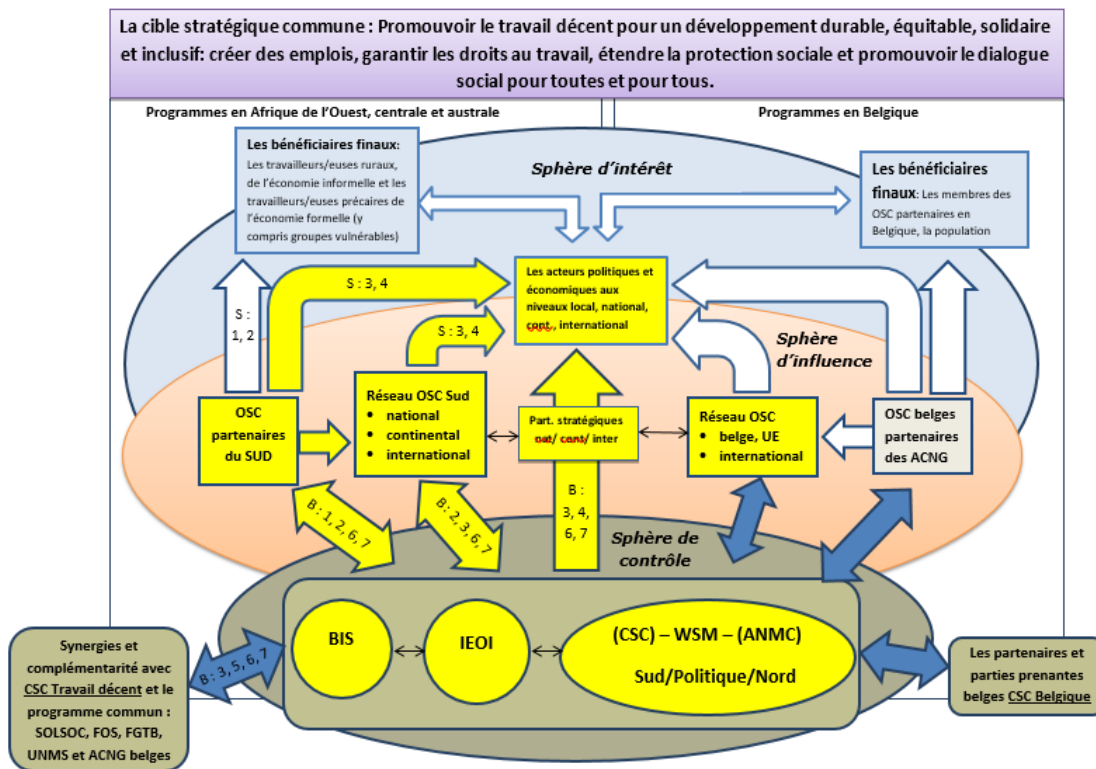 La cible stratégique commune : Promouvoir le travail décent pour un développement durable, équitable, solidaire
et inclusif: créer des emplois, garantir les droits au travail, étendre la protection sociale et promouvoir le dialogue
social pour toutes et pour tous.
Programmes en Afrique de l'Ouest, centrale et australe
Programmes en Belgique
Les bénéficiaires finaux:
Les travailleurs/euses ruraux,
de l'économie informelle et les
travailleurs/euses précaires de
l'économie formelle (y
compris groupes vulnérables)
Sphère d'intérêt
Les bénéficiaires
finaux: Les membres des
OSC partenaires en
Belgique, la population
S : 3, 4
Les acteurs politiques et
économiques aux
niveaux local, national,
cont., international
S :
1, 2
S : 3, 4
Sphère
d'influence
OSC
partenaires
du SUD
Réseau OSC Sud
• national
• continental
• international
Part. stratégiques
nat/ cont/ inter
Réseau OSC
• belge, UE
• international
OSC belges
partenaires
des ACNG
B : 1, 2, 6, 7
B : 2, 3, 6, 7
B :
3, 4,
6, 7
Sphère de
contrôle
BIS
IEOI
(CSC) – WSM – (ANMC)
Sud/Politique/Nord
Synergies et
complémentarité avec
CSC Travail décent et le
programme commun :
SOLSOC, FOS, FGTB,
UNMS et ACNG belges
B : 3, 5, 6, 7
Les partenaires et
parties prenantes
belges CSC Belgique